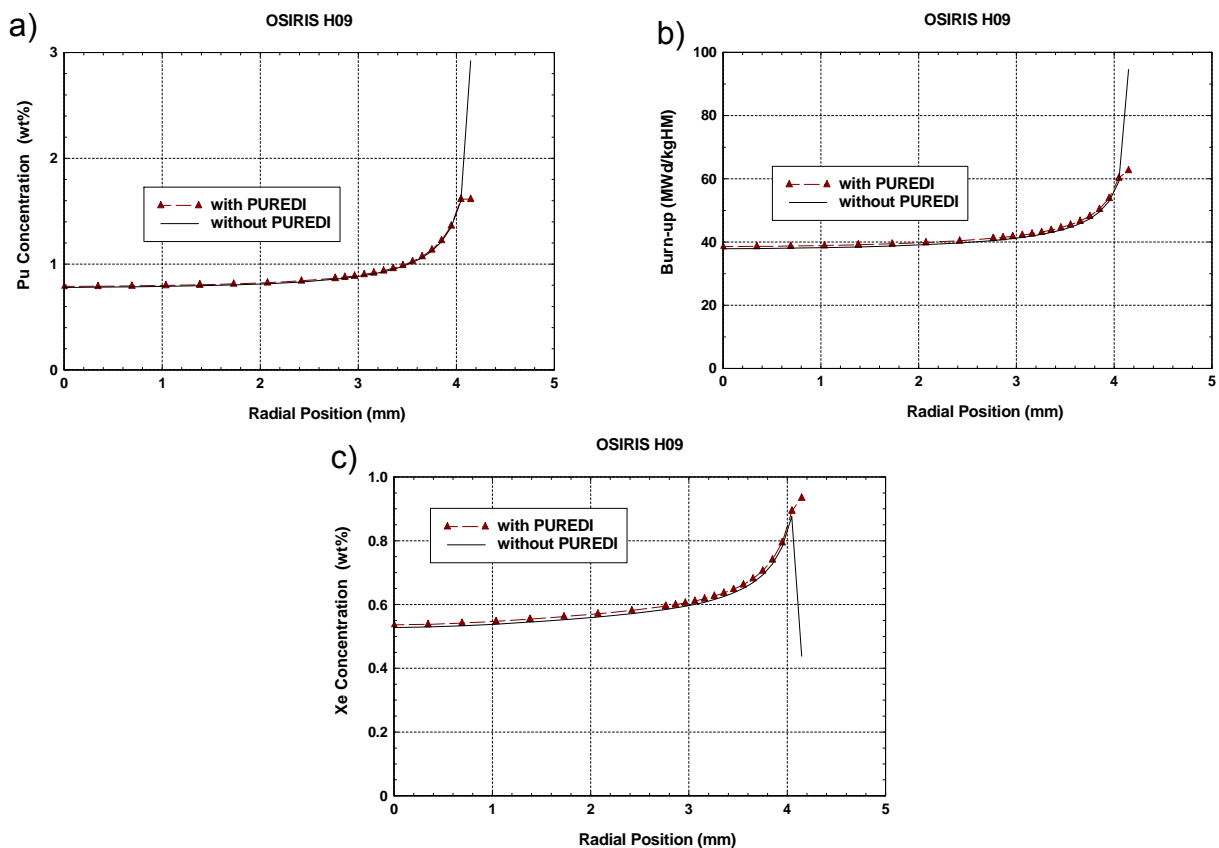 a)
OSIRIS H09
Pu Concentration (wt%)
3
2
1
0
with PUREDI
without PUREDI
0 1 2 3 4 5
Radial Position (mm)
b)
OSIRIS H09
Burn-up (MWd/kgHM)
100
80
60
40
20
0
with PUREDI
without PUREDI
0 1 2 3 4 5
Radial Position (mm)
c)
OSIRIS H09
Xe Concentration (wt%)
1.0
0.8
0.6
0.4
0.2
0
with PUREDI
without PUREDI
0 1 2 3 4 5
Radial Position (mm)